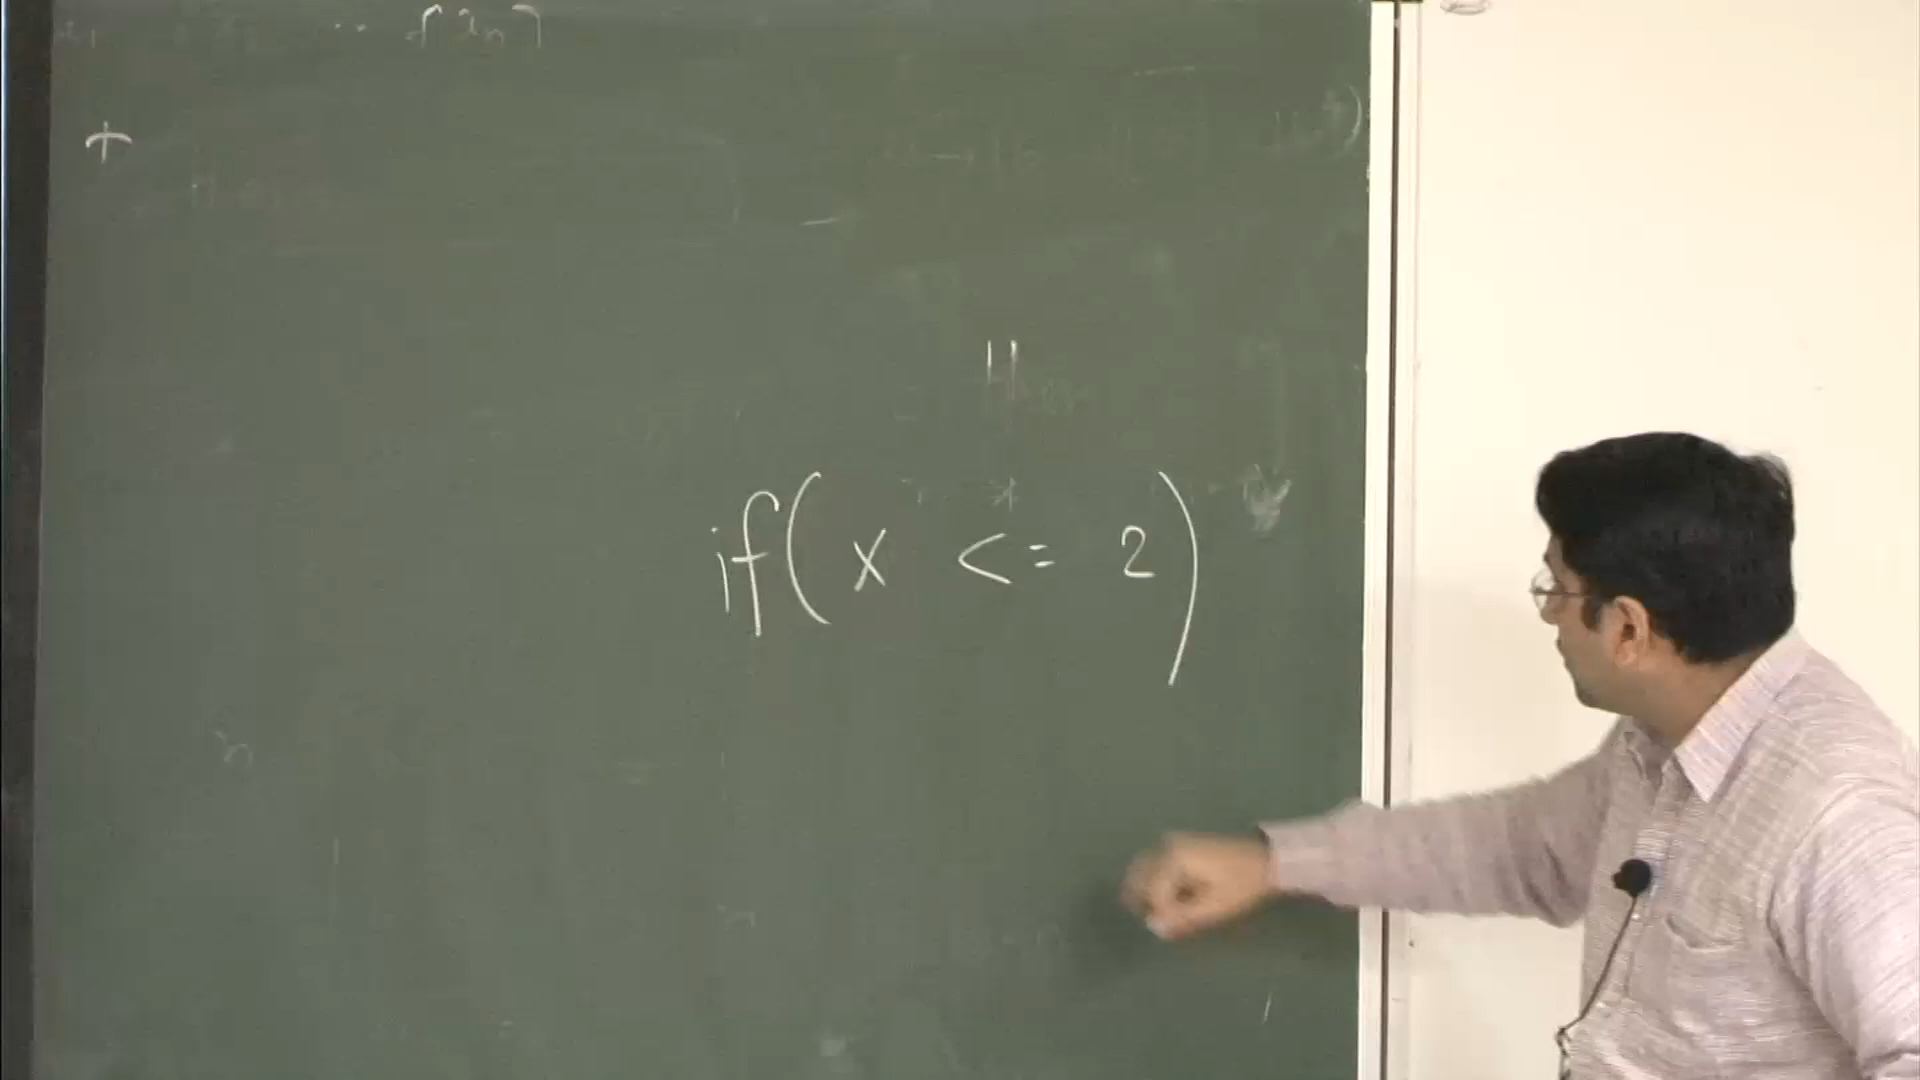 if( x <= 2)